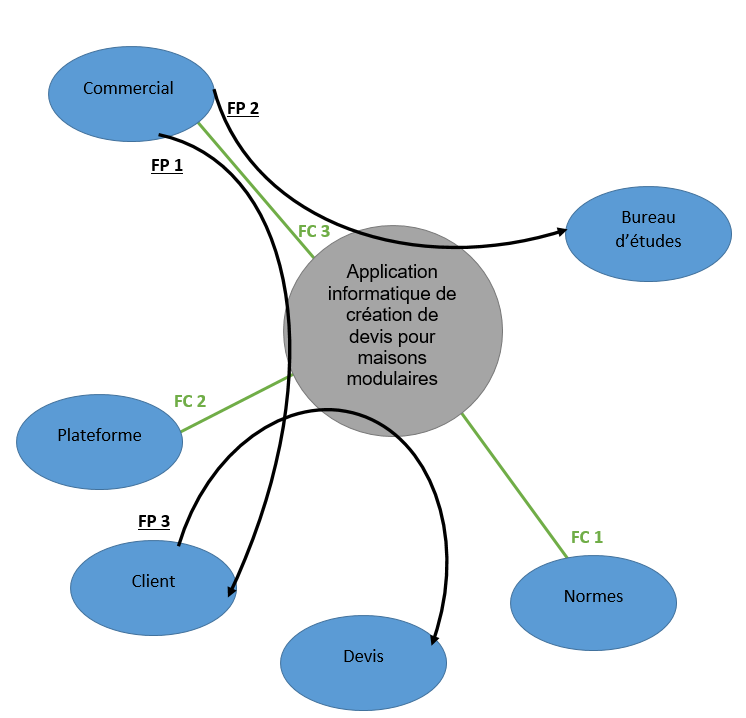 Commercial
FP 2
FP 1
Bureau
d’études
FC 3
Application
informatique de
création de
devis pour
maisons
modulaires
FC 2
Plateforme
FP 3
FC 1
Client
Normes
Devis